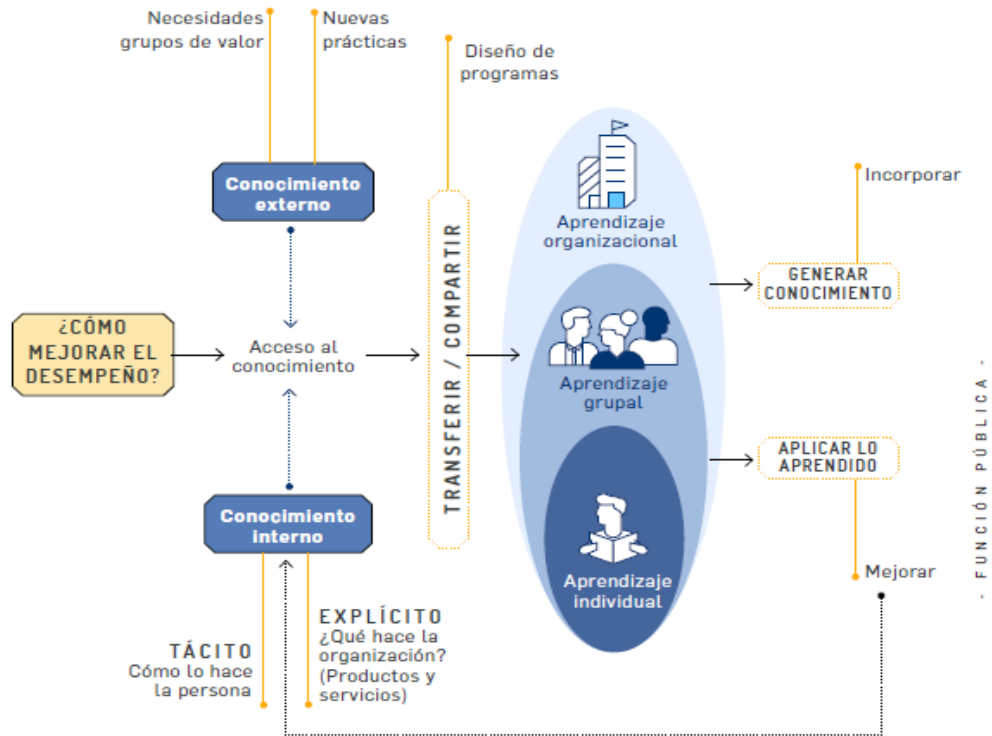 Necesidades
grupos de valor
Nuevas
prácticas
Diseño de
programas
Conocimiento
externo
¿CÓMO
MEJORAR EL
DESEMPEÑO?
Acceso al
conocimiento
TRANSFERIR / COMPARTIR
Aprendizaje
organizacional
Aprendizaje
grupal
Aprendizaje
individual
Incorporar
GENERAR
CONOCIMIENTO
APLICAR LO
APRENDIDO
Mejorar
Conocimiento
interno
TÁCITO
Cómo lo hace
la persona
EXPLÍCITO
¿Qué hace la
organización?
(Productos y
servicios)
- FUNCIÓN PÚBLICA -